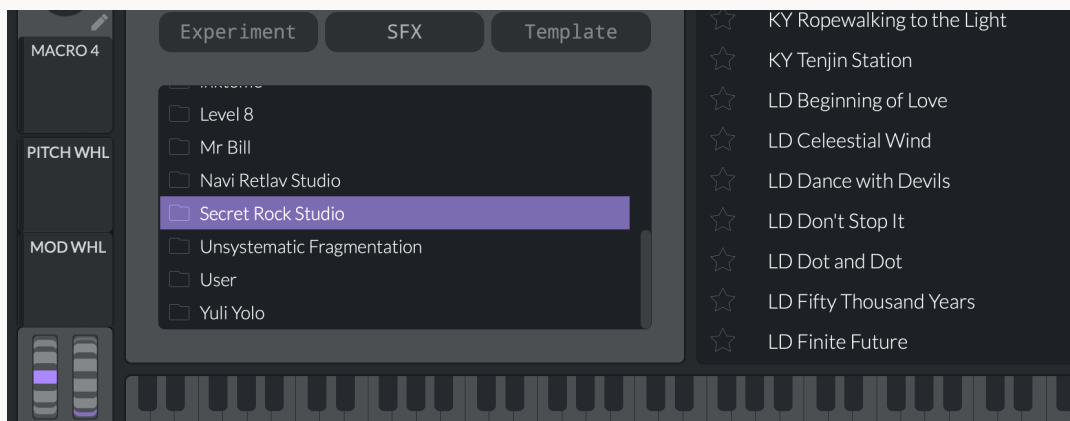 MACRO 4
PITCH WHL
MOD WHL
Experiment
SFX
Template
Level 8
Mr Bill
Navi Retlav Studio
Secret Rock Studio
Unsystematic Fragmentation
User
Yuli Yolo
KY Ropewalking to the Light
KY Tenjin Station
LD Beginning of Love
LD Celeestial Wind
LD Dance with Devils
LD Don't Stop It
LD Dot and Dot
LD Fifty Thousand Years
LD Finite Future